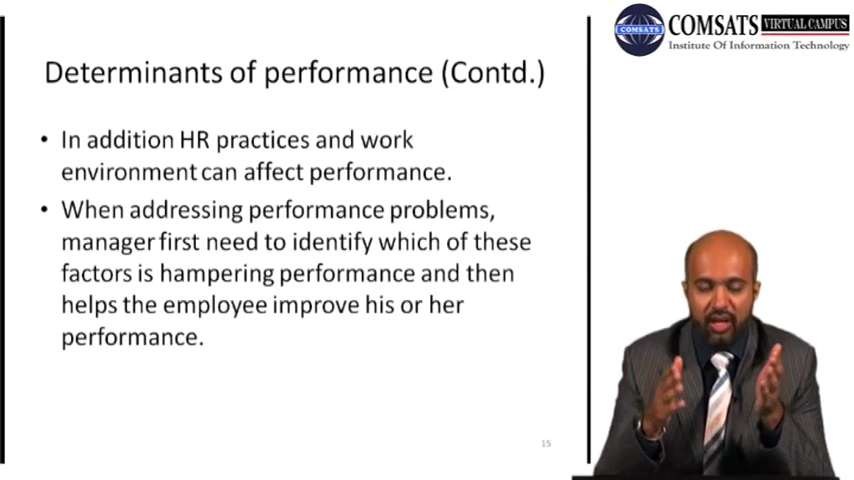 COMSATS VIRTUAL CAMPUS
Institute Of Information Technology
COMSATS
Determinants of performance (Contd.)
• In addition HR practices and work
environment can affect performance.
• When addressing performance problems,
manager first need to identify which of these
factors is hampering performance and then
helps the employee improve his or her
performance.
15